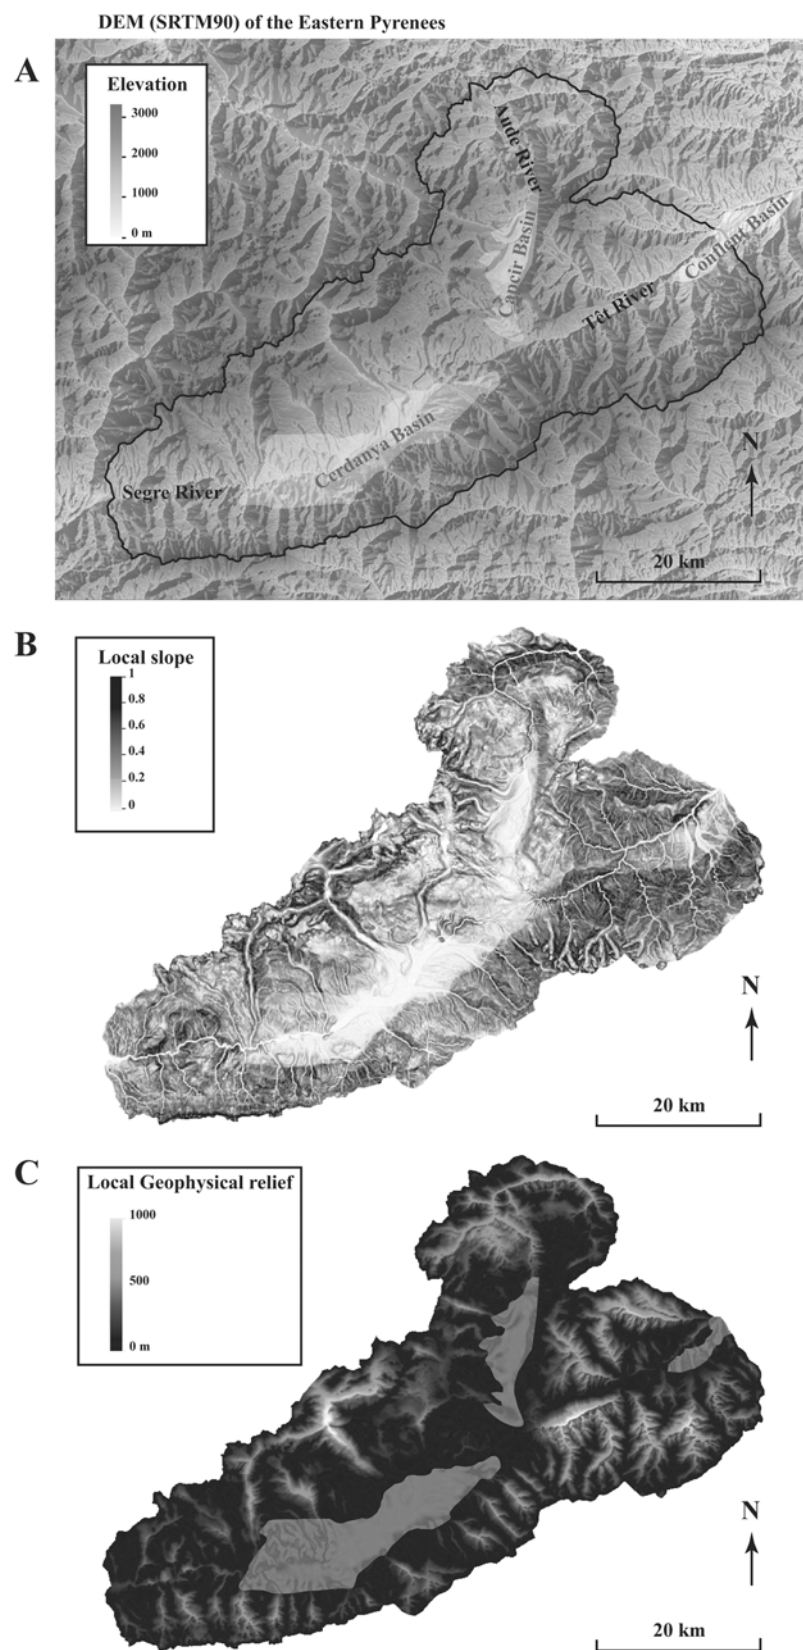 DEM (SRTM90) of the Eastern Pyrenees
A
Elevation
3000
2000
1000
0 m
Aude River
Capcir Basin
Conflent Basin
Têt River
Cerdanya Basin
Segre River
N
20 km
B
Local slope
1
0.8
0.6
0.4
0.2
0
N
20 km
C
Local Geophysical relief
1000
500
0 m
N
20 km